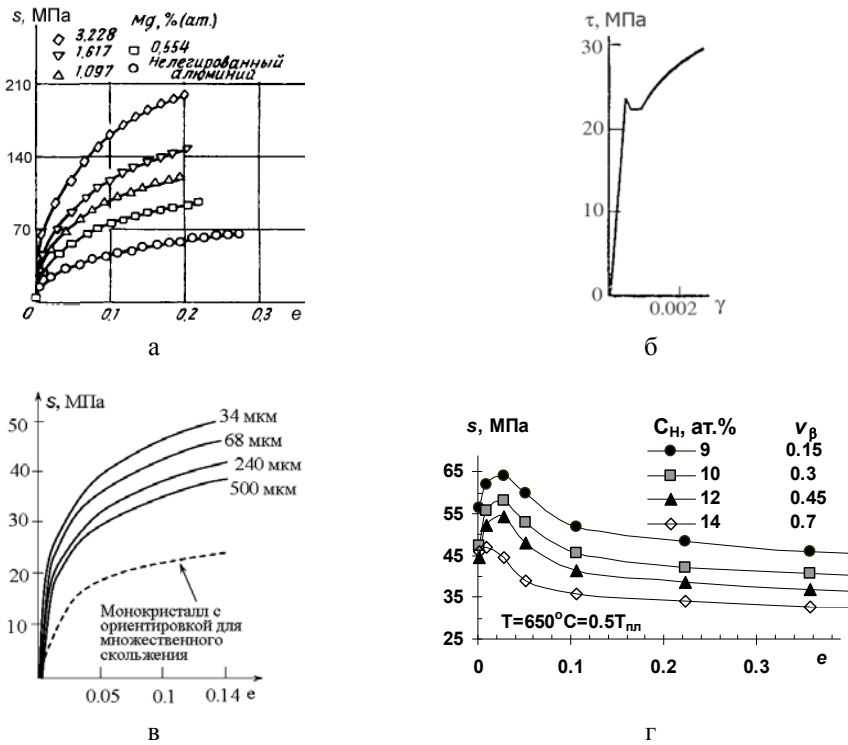 s, МПа
Mg, % (ат.)
3,228
1,617
0,554
1,097
Нелегированный
алюминий
210
140
70
0
0,1
0,2
0,3
e
а
τ, МПа
30
20
10
0
0.002
γ
б
s, МПа
50
40
30
20
10
34 мкм
68 мкм
240 мкм
500 мкм
Монокристалл с
ориентировкой для
множественного
скольжения
0.05
0.1
0.14
e
в
s, МПа
C_H, ат.%
v_β
9
0.15
10
0.3
12
0.45
14
0.7
65
55
45
35
25
T=650°C=0.5Tпл
0
0.1
0.2
0.3
e
г